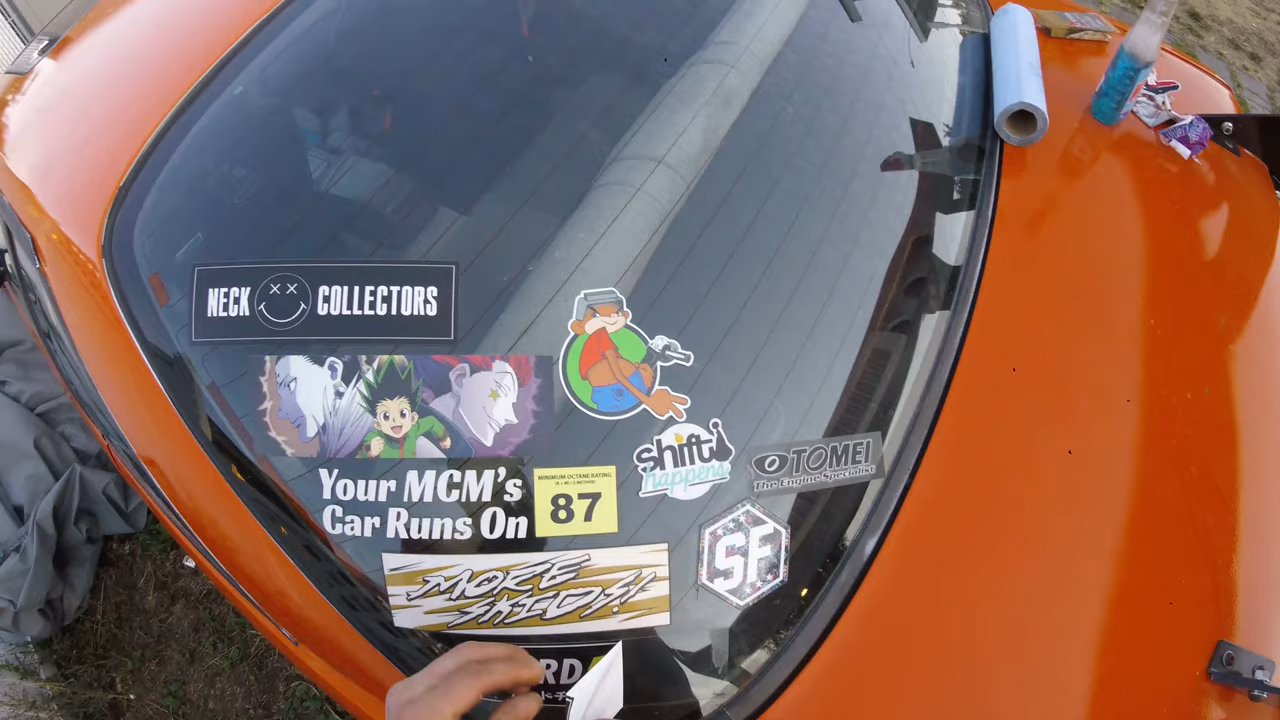 NECK COLLECTORS
Your MCM's
Car Runs On
MINIMUM OCTANE RATING
87
shift
happens
OTOMEI
The Engine Specialist
SF
MORE
SKIDS!!
RD